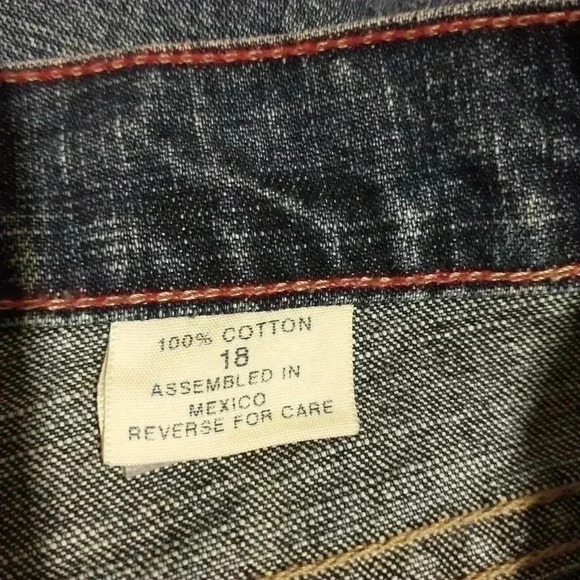 100% COTTON
18
ASSEMBLED IN
MEXICO
REVERSE FOR CARE